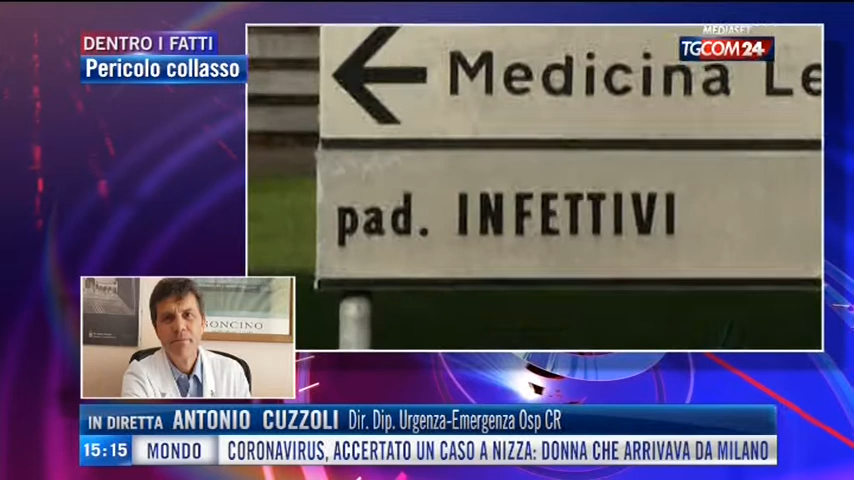 DENTRO I FATTI
Pericolo collasso
MEDIASET
TGCOM24
Medicina Le
pad. INFETTIVI
SONCINO
IN DIRETTA ANTONIO CUZZOLI Dir. Dip. Urgenza-Emergenza Osp CR
15:15 MONDO CORONAVIRUS, ACCERTATO UN CASO A NIZZA: DONNA CHE ARRIVAVA DA MILANO